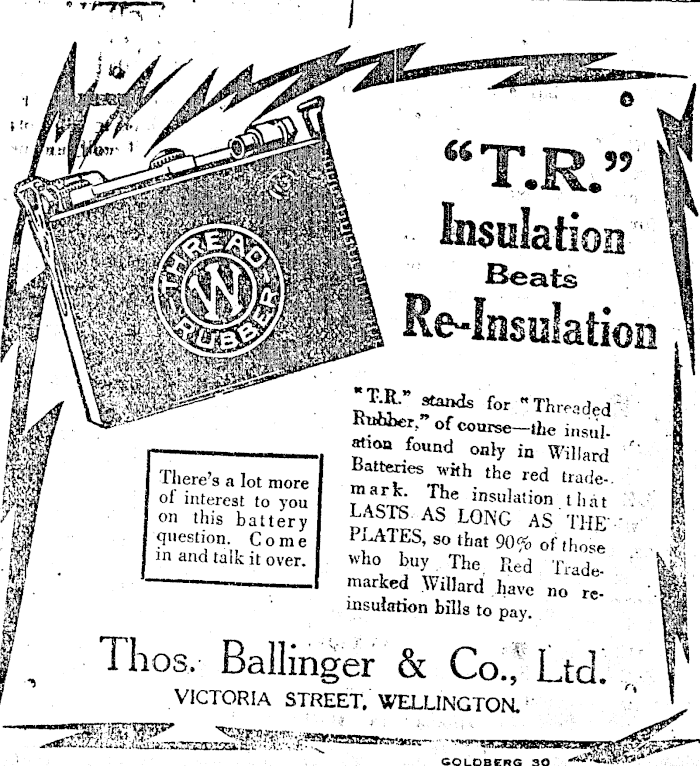 THREAD
W
RUBBER
“T.R.”
Insulation
Beats
Re-Insulation
“T.R.” stands for “Threaded
Rubber,” of course—the insul-
ation found only in Willard
Batteries with the red trade-
mark. The insulation that
LASTS AS LONG AS THE
PLATES, so that 90% of those
who buy The Red Trade-
marked Willard have no re-
insulation bills to pay.
There's a lot more
of interest to you
on this battery
question. Come
in and talk it over.
Thos. Ballinger & Co., Ltd.
VICTORIA STREET, WELLINGTON.
GOLDBERG 30